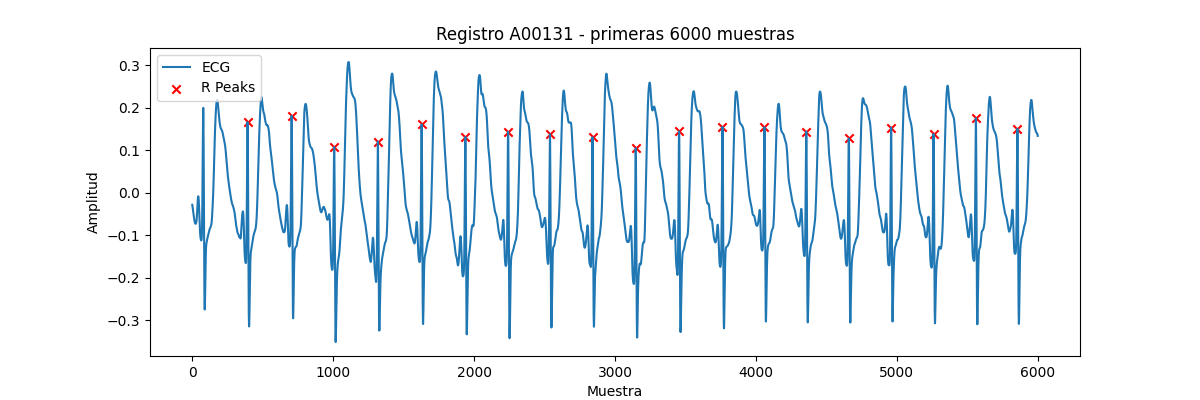 Registro A00131 - primeras 6000 muestras
ECG
R Peaks
Amplitud
0.3
0.2
0.1
0.0
−0.1
−0.2
−0.3
0 1000 2000 3000 4000 5000 6000
Muestra